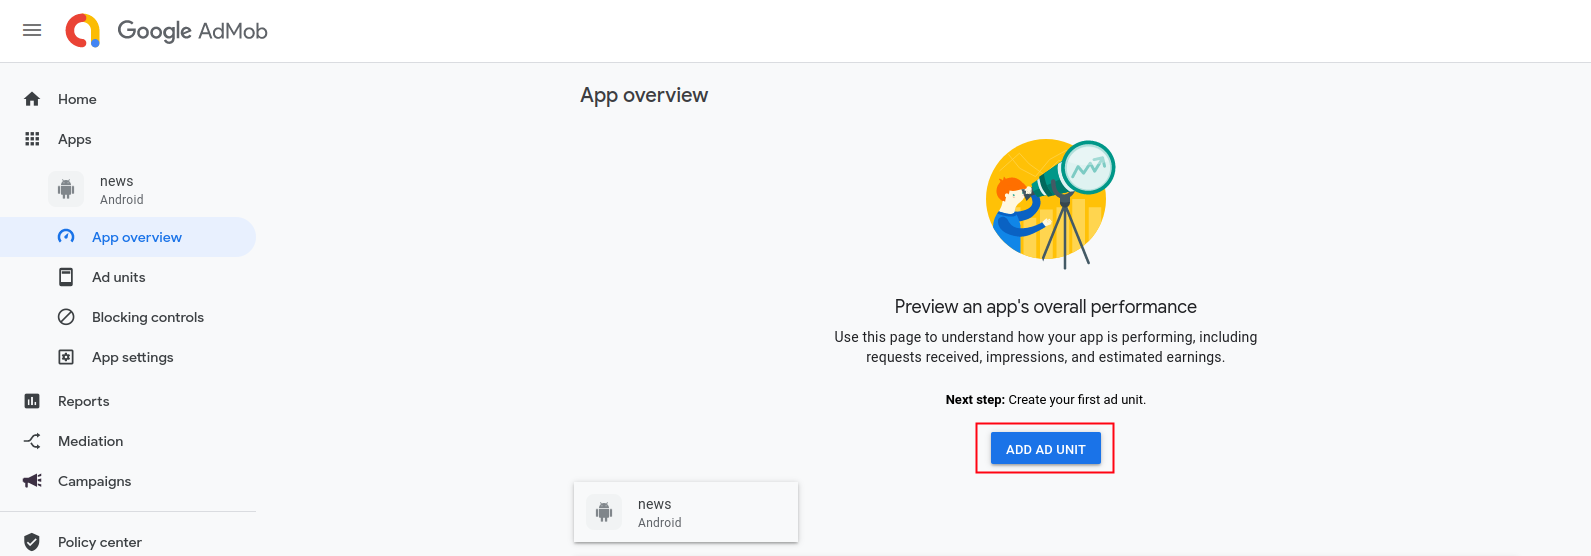 Google AdMob
Home
Apps
news
Android
App overview
Ad units
Blocking controls
App settings
Reports
Mediation
Campaigns
Policy center
App overview
Preview an app's overall performance
Use this page to understand how your app is performing, including
requests received, impressions, and estimated earnings.
Next step: Create your first ad unit.
ADD AD UNIT
news
Android